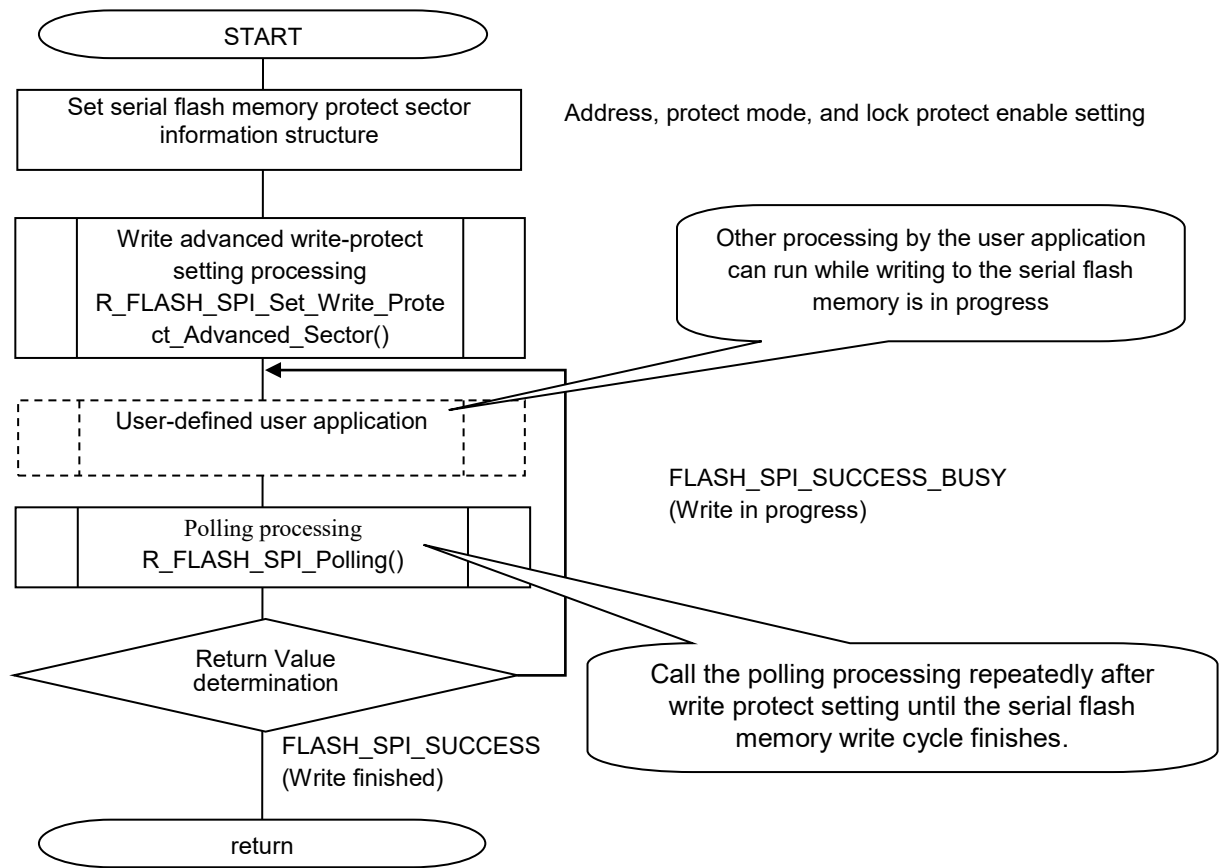 START
Set serial flash memory protect sector
information structure
Address, protect mode, and lock protect enable setting
Write advanced write-protect
setting processing
R_FLASH_SPI_Set_Write_Prote
ct_Advanced_Sector()
Other processing by the user application
can run while writing to the serial flash
memory is in progress
User-defined user application
FLASH_SPI_SUCCESS_BUSY
(Write in progress)
Polling processing
R_FLASH_SPI_Polling()
Return Value
determination
Call the polling processing repeatedly after
write protect setting until the serial flash
memory write cycle finishes.
FLASH_SPI_SUCCESS
(Write finished)
return